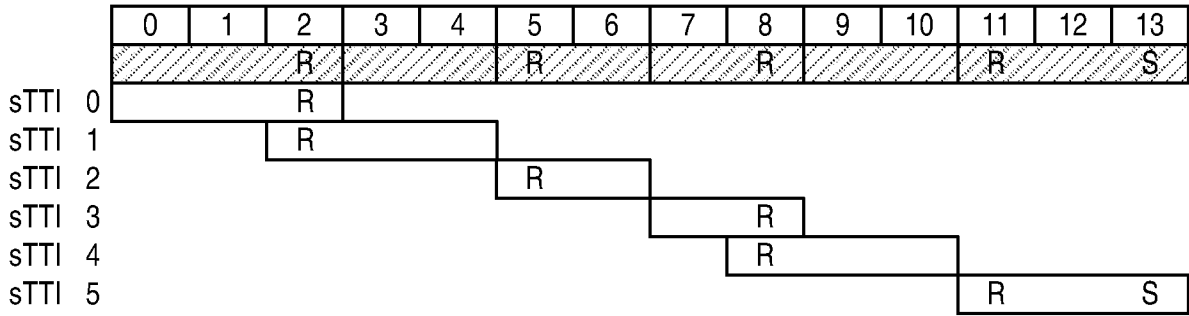 0 1 2 3 4 5 6 7 8 9 10 11 12 13
R R R R S
sTTI 0 R
sTTI 1 R
sTTI 2 R
sTTI 3 R
sTTI 4 R
sTTI 5 R S